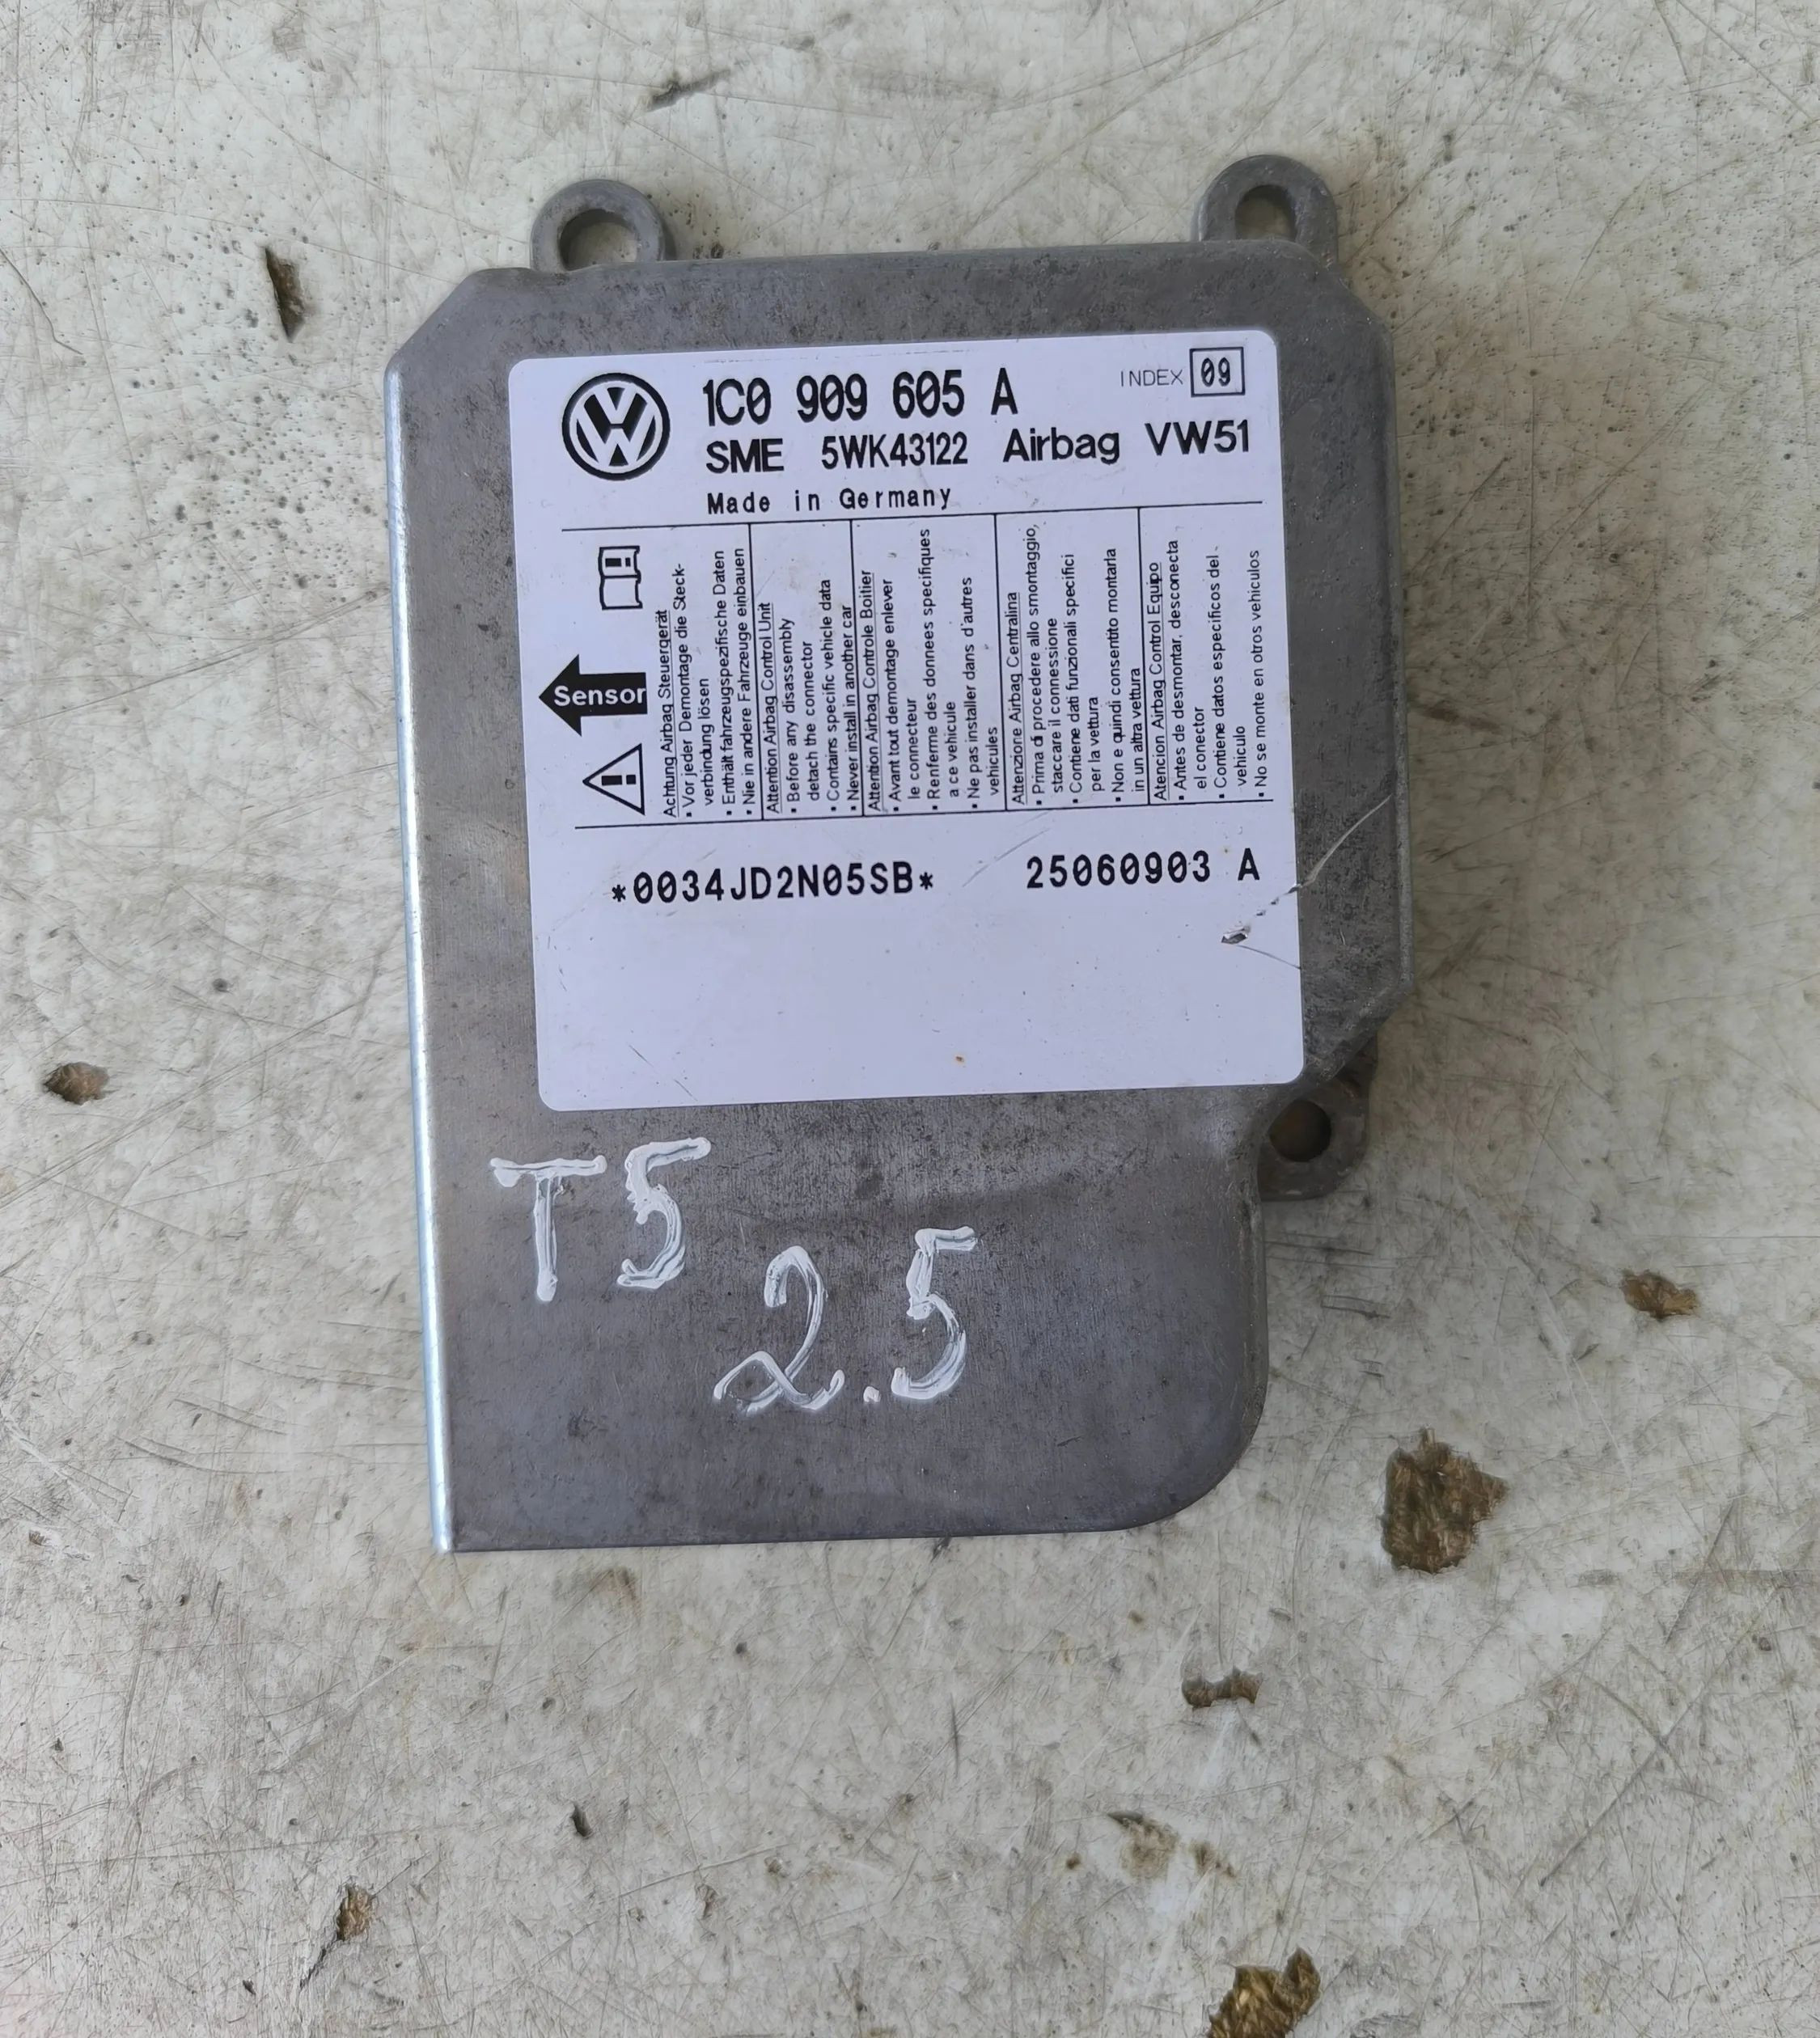 1C0 909 605 A INDEX 09
SME 5WK43122 Airbag VW51
Made in Germany
Sensor
Achtung Airbag Steuergerät
• Vor jeder Demontage die Steck-
verbindung lösen
• Enthält fahrzeugspezifische Daten
• Nie in andere Fahrzeuge einbauen
Attention Airbag Control Unit
• Before any disassembly
detach the connector
• Contains specific vehicle data
• Never install in another car
Attention Airbag Controle Boitier
• Avant tout demontage enlever
le connecteur
• Renferme des donnees specifiques
a ce vehicule
• Ne pas installer dans d'autres
vehicules
Attenzione Airbag Centralina
• Prima di procedere allo smontaggio,
staccare il connessione
• Contiene dati funzionali specifici
per la vettura
• Non e quindi consentito montarla
in un altra vettura
Atencion Airbag Control Equipo
• Antes de desmontar, desconecta
el conector
• Contiene datos especificos del
vehiculo
• No se monte en otros vehiculos
*0034JD2N05SB* 25060903 A
T5
2.5